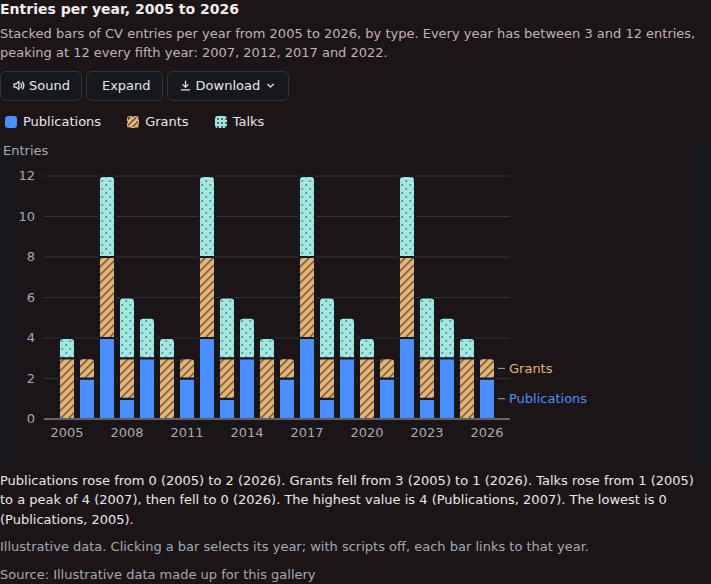 Entries per year, 2005 to 2026
Stacked bars of CV entries per year from 2005 to 2026, by type. Every year has between 3 and 12 entries,
peaking at 12 every fifth year: 2007, 2012, 2017 and 2022.
Sound Expand Download
Publications Grants Talks
Entries
12
10
8
6
4
2
0
Grants
Publications
2005 2008 2011 2014 2017 2020 2023 2026
Publications rose from 0 (2005) to 2 (2026). Grants fell from 3 (2005) to 1 (2026). Talks rose from 1 (2005)
to a peak of 4 (2007), then fell to 0 (2026). The highest value is 4 (Publications, 2007). The lowest is 0
(Publications, 2005).
Illustrative data. Clicking a bar selects its year; with scripts off, each bar links to that year.
Source: Illustrative data made up for this gallery